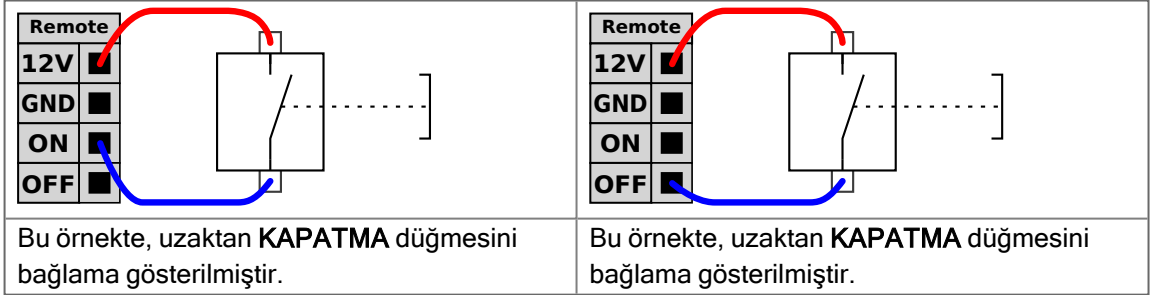 Remote
12V
GND
ON
OFF
Bu örnekte, uzaktan KAPATMA düğmesini
bağlama gösterilmiştir.
Remote
12V
GND
ON
OFF
Bu örnekte, uzaktan KAPATMA düğmesini
bağlama gösterilmiştir.